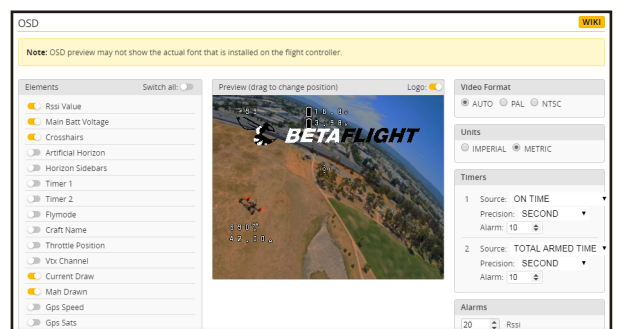 OSD
WIKI
Note: OSD preview may not show the actual font that is installed on the flight controller.
Elements
Switch all:
Rssi Value
Main Batt Voltage
Crosshairs
Artificial Horizon
Horizon Sidebars
Timer 1
Timer 2
Flymode
Craft Name
Throttle Position
Vtx Channel
Current Draw
Mah Drawn
Gps Speed
Gps Sats
Preview (drag to change position)
Logo:
BETAFLIGHT
Video Format
AUTO PAL NTSC
Units
IMPERIAL METRIC
Timers
1 Source: ON TIME
Precision: SECOND
Alarm: 10
2 Source: TOTAL ARMED TIME
Precision: SECOND
Alarm: 10
Alarms
20 Rssi